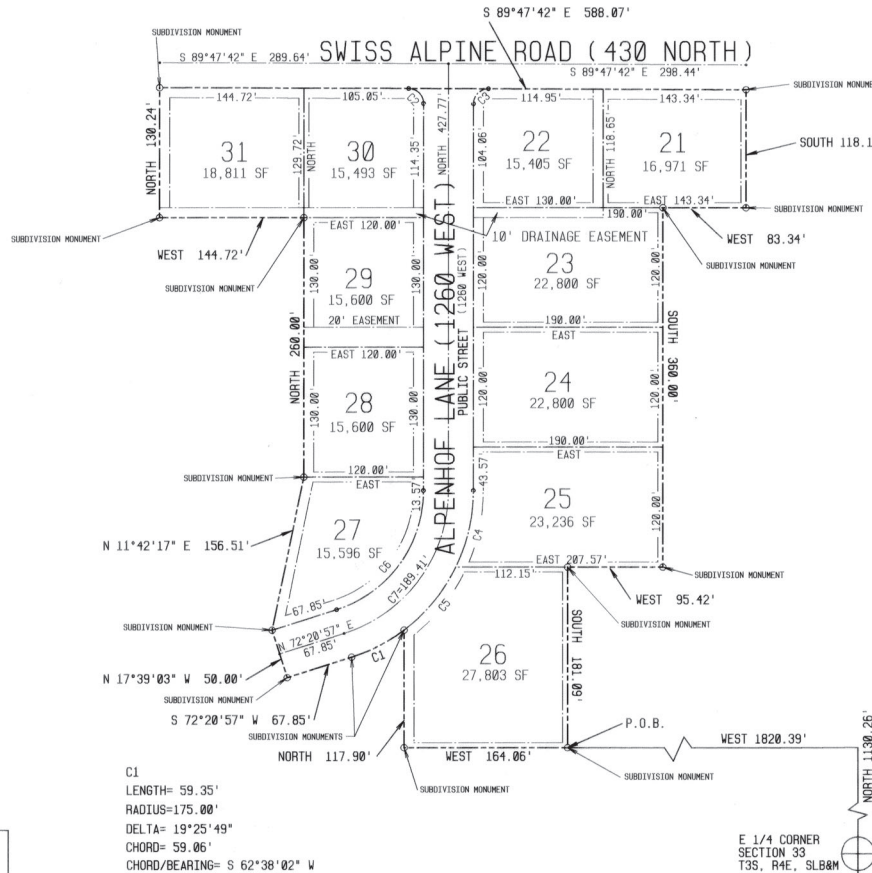 S 89°47'42" E 588.07'
SUBDIVISION MONUMENT
S 89°47'42" E 289.64'
SWISS ALPINE ROAD (430 NORTH)
S 89°47'42" E 298.44'
SUBDIVISION MONUME
144.72'
105.05'
C2
C3
114.95'
143.34'
NORTH 130.24'
31
18,811 SF
129.72'
NORTH
30
15,493 SF
114.35'
NORTH 427.77'
104.06'
22
15,405 SF
NORTH 118.65'
21
16,971 SF
SOUTH 118.1
EAST 130.00'
EAST 143.34'
190.00'
SUBDIVISION MONUMENT
SUBDIVISION MONUMENT
EAST 120.00'
10' DRAINAGE EASEMENT
WEST 83.34'
WEST 144.72'
SUBDIVISION MONUMENT
SUBDIVISION MONUMENT
130.00'
29
15,600 SF
130.00'
20' EASEMENT
120.00'
23
22,800 SF
120.00'
190.00'
EAST
NORTH 260.00'
EAST 120.00'
ALPENHOF LANE (1260 WEST)
PUBLIC STREET (1260 WEST)
SOUTH 360.00'
130.00'
28
15,600 SF
130.00'
120.00'
24
22,800 SF
120.00'
190.00'
EAST
SUBDIVISION MONUMENT
120.00'
EAST
13.57'
43.57'
25
23,236 SF
120.00'
N 11°42'17" E 156.51'
27
15,596 SF
C4
EAST 207.57'
C6
C7=189.41'
112.15'
SUBDIVISION MONUMENT
WEST 95.42'
67.85'
C5
SUBDIVISION MONUMENT
SUBDIVISION MONUMENT
N 72°20'57" E
67.85'
26
27,803 SF
SOUTH 181.09'
C1
N 17°39'03" W 50.00'
SUBDIVISION MONUMENT
S 72°20'57" W 67.85'
SUBDIVISION MONUMENTS
P.O.B.
NORTH 117.90'
WEST 164.06'
WEST 1820.39'
SUBDIVISION MONUMENT
SUBDIVISION MONUMENT
NORTH 1130.26'
C1
LENGTH= 59.35'
RADIUS=175.00'
DELTA= 19°25'49"
CHORD= 59.06'
CHORD/BEARING= S 62°38'02" W
E 1/4 CORNER
SECTION 33
T3S, R4E, SLB&M